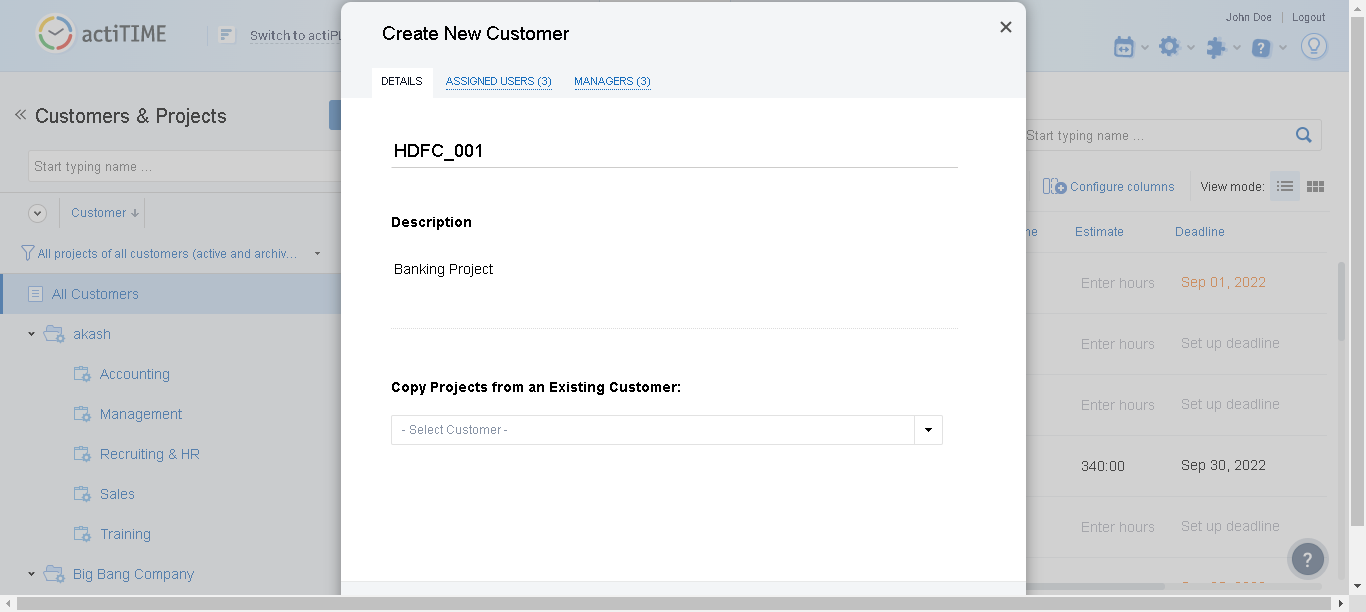 actiTIME
Switch to actiPL
John Doe
Logout
Create New Customer
DETAILS
ASSIGNED USERS (3)
MANAGERS (3)
Customers & Projects
Start typing name ...
Customer
All projects of all customers (active and archiv...
All Customers
akash
Accounting
Management
Recruiting & HR
Sales
Training
Big Bang Company
HDFC_001
Description
Banking Project
Copy Projects from an Existing Customer:
- Select Customer -
Start typing name ...
Configure columns
View mode:
Estimate
Deadline
Enter hours
Sep 01, 2022
Enter hours
Set up deadline
Enter hours
Set up deadline
340:00
Sep 30, 2022
Enter hours
Set up deadline
?